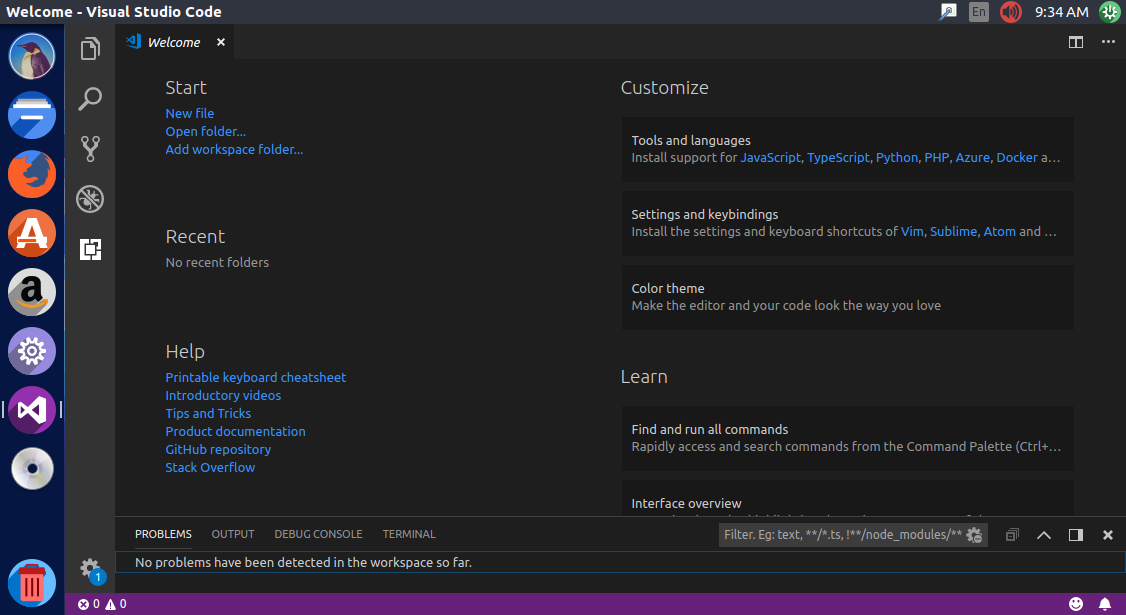 Welcome - Visual Studio Code
En
9:34 AM
Welcome
Start
New file
Open folder...
Add workspace folder...
Recent
No recent folders
Help
Printable keyboard cheatsheet
Introductory videos
Tips and Tricks
Product documentation
GitHub repository
Stack Overflow
Customize
Tools and languages
Install support for JavaScript, TypeScript, Python, PHP, Azure, Docker a…
Settings and keybindings
Install the settings and keyboard shortcuts of Vim, Sublime, Atom and …
Color theme
Make the editor and your code look the way you love
Learn
Find and run all commands
Rapidly access and search commands from the Command Palette (Ctrl+…
Interface overview
PROBLEMS OUTPUT DEBUG CONSOLE TERMINAL
Filter. Eg: text, **/*.ts, !**/node_modules/**
No problems have been detected in the workspace so far.
1
0 0